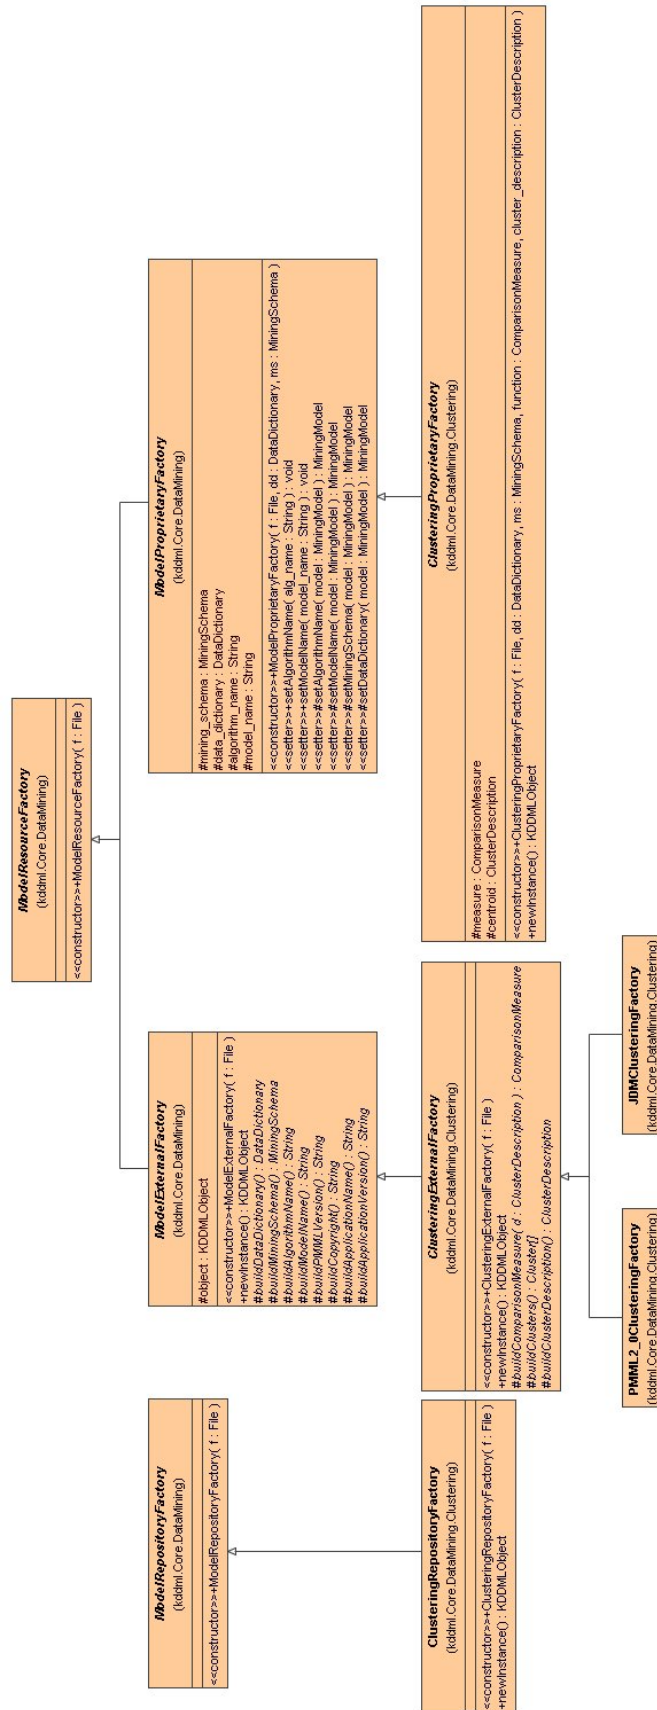 ModelResourceFactory
(kddml.Core.DataMining)
<<constructor>>+ModelResourceFactory( f : File )
ModelRepositoryFactory
(kddml.Core.DataMining)
<<constructor>>+ModelRepositoryFactory( f : File )
ModelExternalFactory
(kddml.Core.DataMining)
#object : KDDMLObject
<<constructor>>+ModelExternalFactory( f : File )
+newInstance() : KDDMLObject
#buildDataDictionary() : DataDictionary
#buildMiningSchema() : MiningSchema
#buildAlgorithmName() : String
#buildModelName() : String
#buildPMMLVersion() : String
#buildCopyright() : String
#buildApplicationName() : String
#buildApplicationVersion() : String
ModelProprietaryFactory
(kddml.Core.DataMining)
#mining_schema : MiningSchema
#data_dictionary : DataDictionary
#algorithm_name : String
#model_name : String
<<constructor>>+ModelProprietaryFactory( f : File, dd : DataDictionary, ms : MiningSchema )
<<setter>>+setAlgorithmName( alg_name : String ) : void
<<setter>>+setModelName( model_name : String ) : void
<<setter>>#setAlgorithmName( model : MiningModel ) : MiningModel
<<setter>>#setModelName( model : MiningModel ) : MiningModel
<<setter>>#setMiningSchema( model : MiningModel ) : MiningModel
<<setter>>#setDataDictionary( model : MiningModel ) : MiningModel
ClusteringRepositoryFactory
(kddml.Core.DataMining.Clustering)
<<constructor>>+ClusteringRepositoryFactory( f : File )
+newInstance() : KDDMLObject
ClusteringExternalFactory
(kddml.Core.DataMining.Clustering)
<<constructor>>+ClusteringExternalFactory( f : File )
+newInstance() : KDDMLObject
#buildComparisonMeasure( d : ClusterDescription ) : ComparisonMeasure
#buildClusters() : Cluster[]
#buildClusterDescription() : ClusterDescription
ClusteringProprietaryFactory
(kddml.Core.DataMining.Clustering)
#measure : ComparisonMeasure
#centroid : ClusterDescription
<<constructor>>+ClusteringProprietaryFactory( f : File, dd : DataDictionary, ms : MiningSchema, function : ComparisonMeasure, cluster_description : ClusterDescription )
+newInstance() : KDDMLObject
PMML2_0ClusteringFactory
(kddml.Core.DataMining.Clustering)
JDMClusteringFactory
(kddml.Core.DataMining.Clustering)